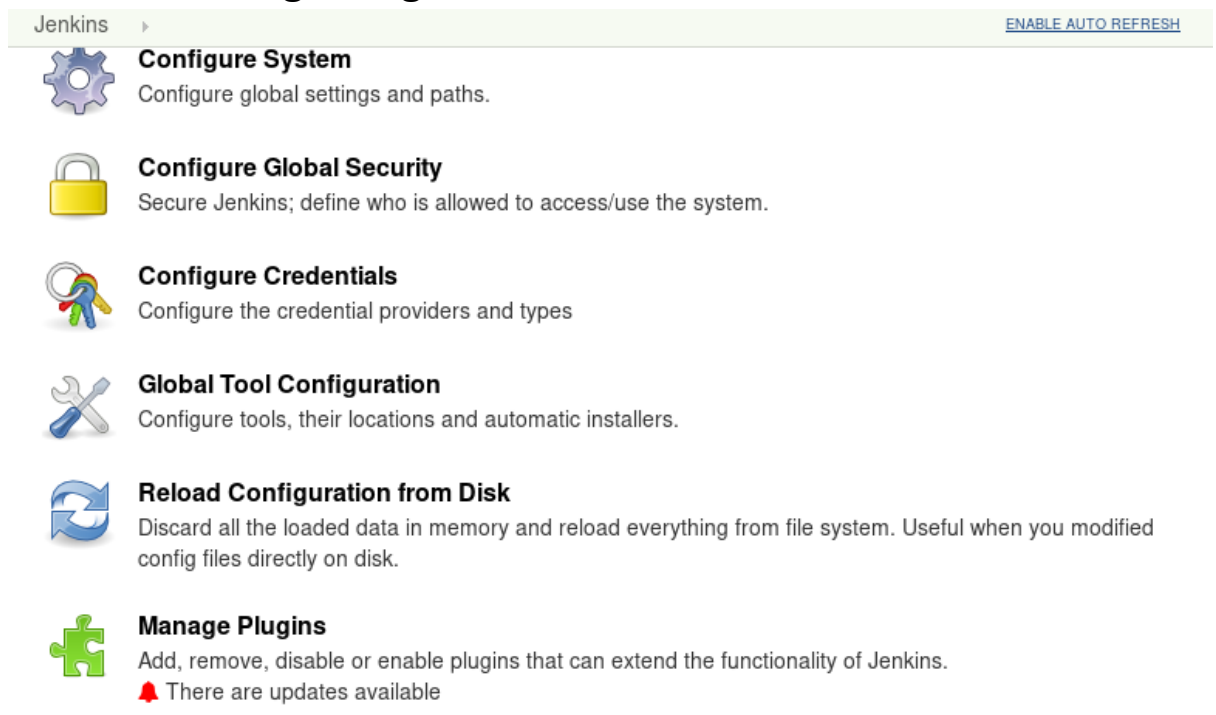 Jenkins
ENABLE AUTO REFRESH
Configure System
Configure global settings and paths.
Configure Global Security
Secure Jenkins; define who is allowed to access/use the system.
Configure Credentials
Configure the credential providers and types
Global Tool Configuration
Configure tools, their locations and automatic installers.
Reload Configuration from Disk
Discard all the loaded data in memory and reload everything from file system. Useful when you modified
config files directly on disk.
Manage Plugins
Add, remove, disable or enable plugins that can extend the functionality of Jenkins.
There are updates available